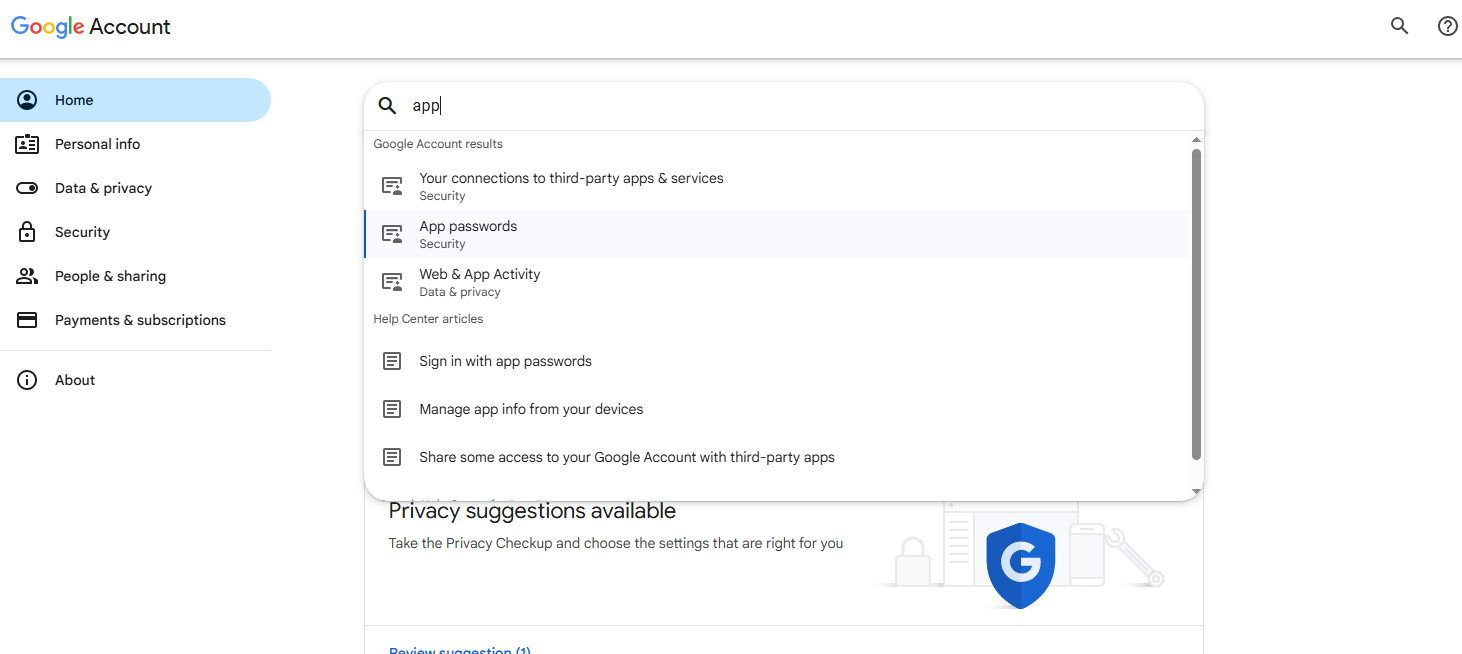 Google Account
Home
Personal info
Data & privacy
Security
People & sharing
Payments & subscriptions
About
app
Google Account results
Your connections to third-party apps & services
Security
App passwords
Security
Web & App Activity
Data & privacy
Help Center articles
Sign in with app passwords
Manage app info from your devices
Share some access to your Google Account with third-party apps
Privacy suggestions available
Take the Privacy Checkup and choose the settings that are right for you
G
Review suggestion (1)